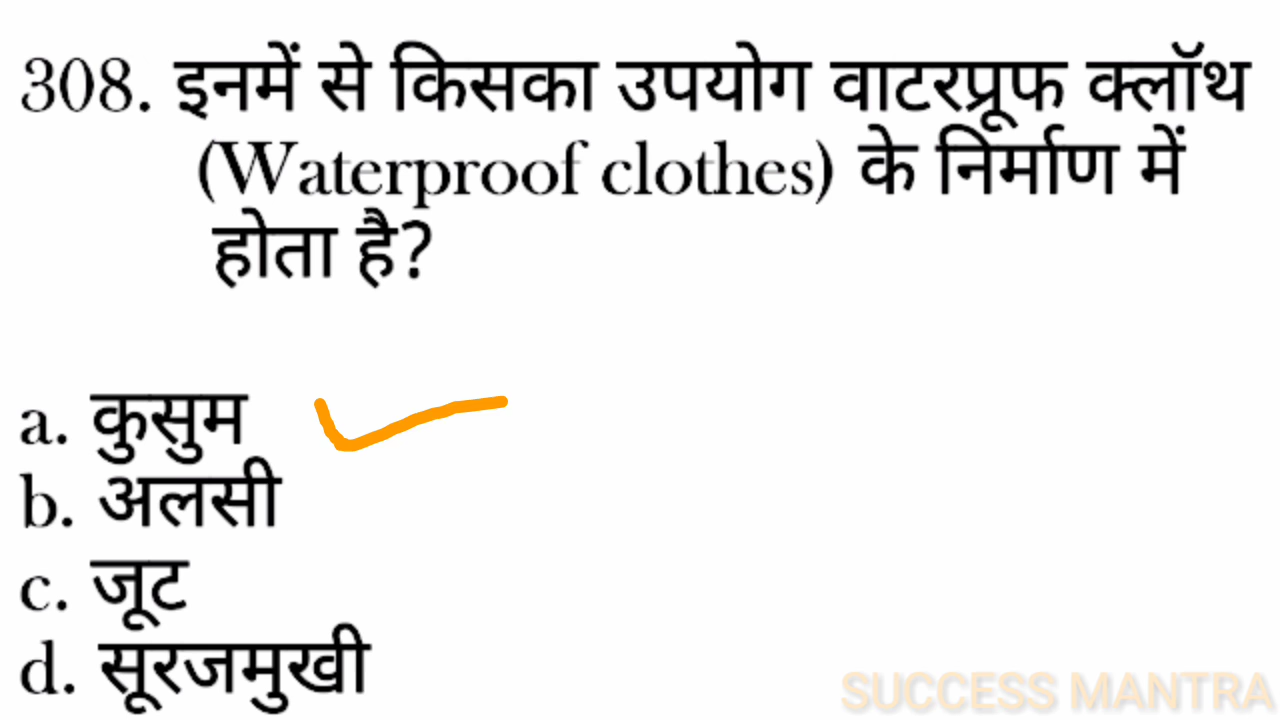 308. इनमें से किसका उपयोग वाटरप्रूफ क्लॉथ
(Waterproof clothes) के निर्माण में
होता है?
a. कुसुम
b. अलसी
c. जूट
d. सूरजमुखी
SUCCESS MANTRA